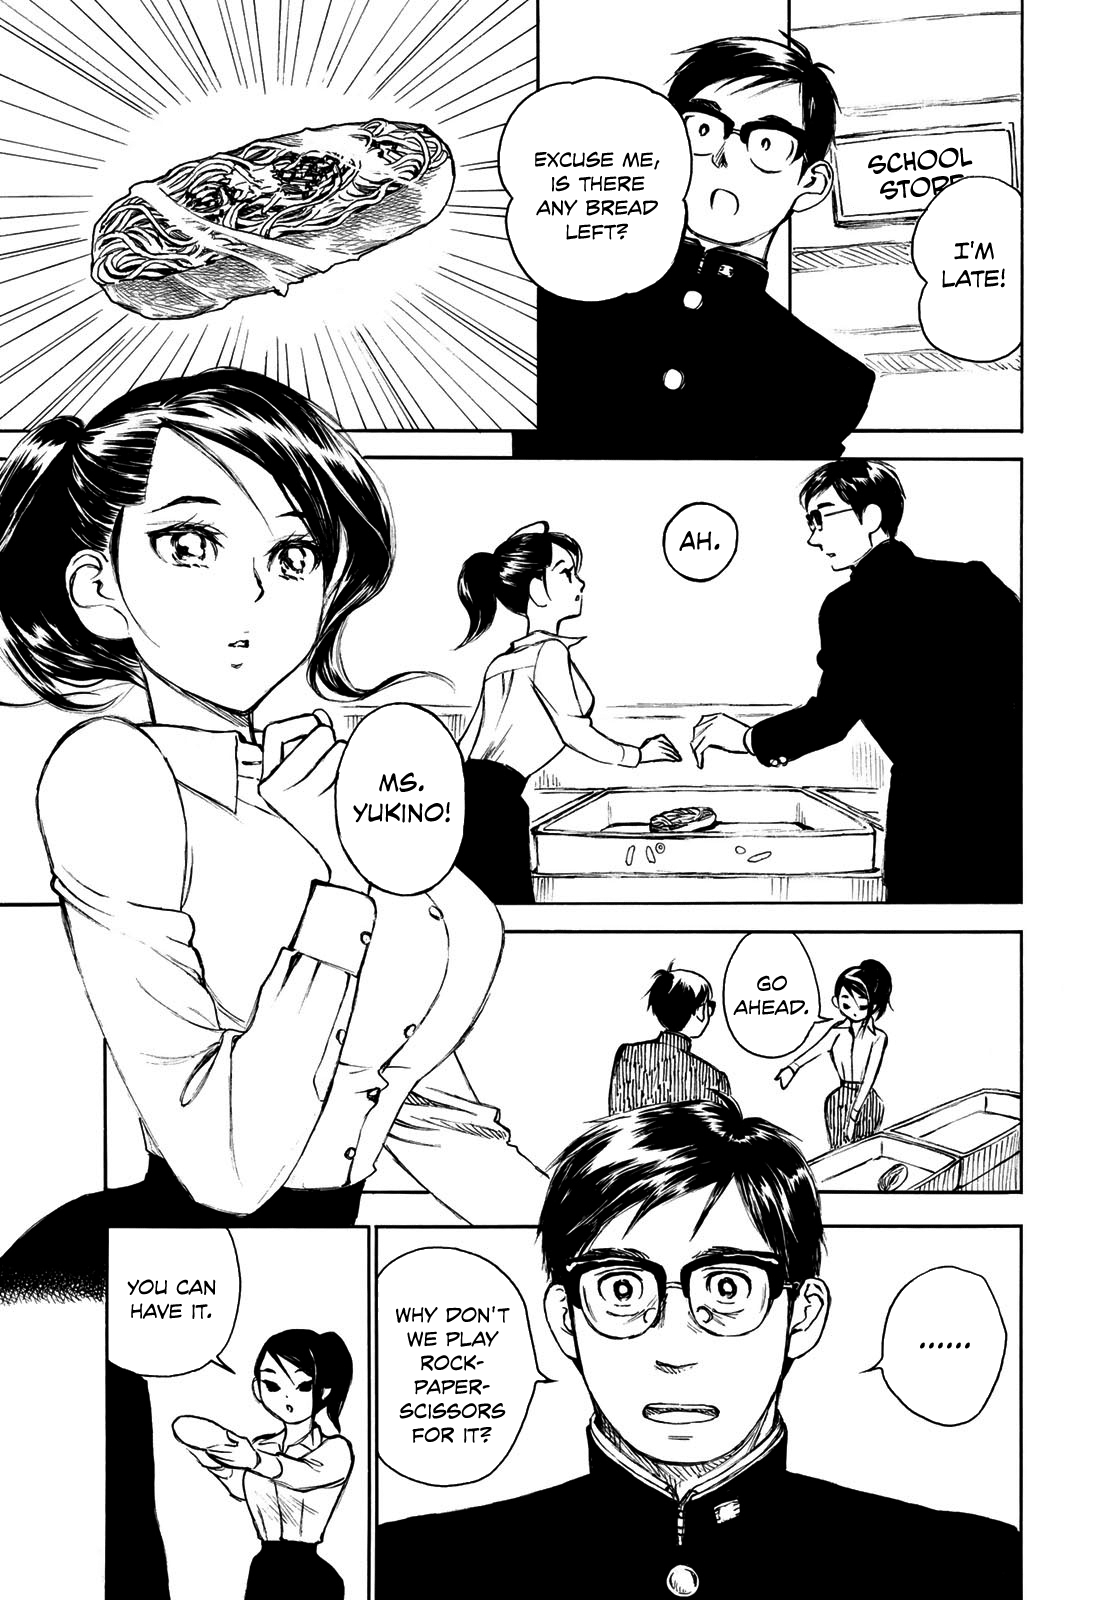 SCHOOL
STORE
I'M
LATE!
EXCUSE ME,
IS THERE
ANY BREAD
LEFT?
AH.
MS.
YUKINO!
GO
AHEAD.
......
WHY DON'T
WE PLAY
ROCK-
PAPER-
SCISSORS
FOR IT?
YOU CAN
HAVE IT.